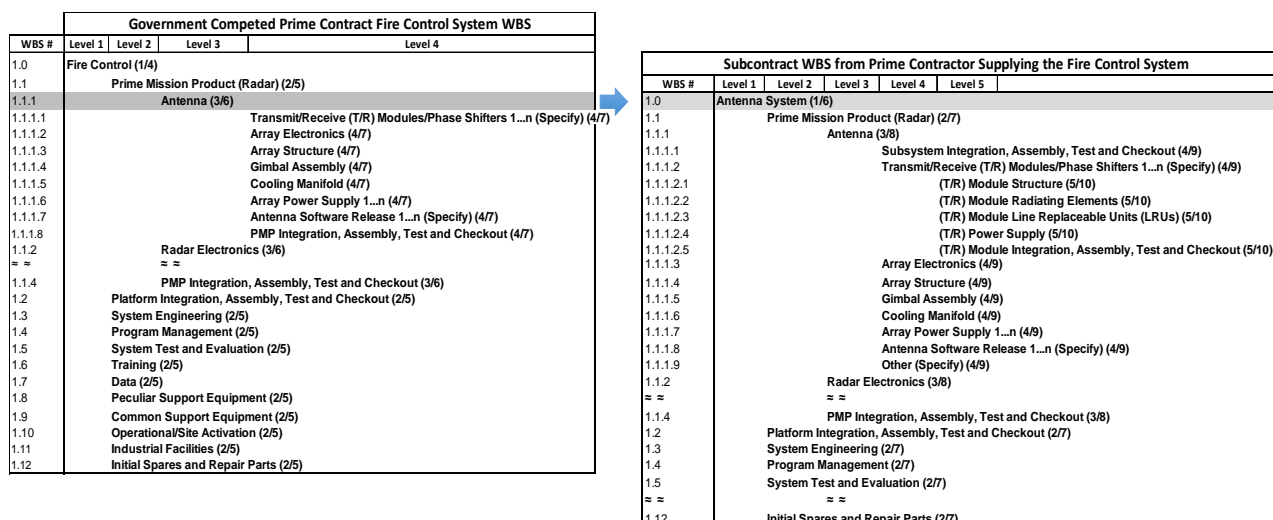 Government Competed Prime Contract Fire Control System WBS
WBS # Level 1 Level 2 Level 3 Level 4
1.0 Fire Control (1/4)
1.1 Prime Mission Product (Radar) (2/5)
1.1.1 Antenna (3/6)
1.1.1.1 Transmit/Receive (T/R) Modules/Phase Shifters 1...n (Specify) (4/7)
1.1.1.2 Array Electronics (4/7)
1.1.1.3 Array Structure (4/7)
1.1.1.4 Gimbal Assembly (4/7)
1.1.1.5 Cooling Manifold (4/7)
1.1.1.6 Array Power Supply 1...n (4/7)
1.1.1.7 Antenna Software Release 1...n (Specify) (4/7)
1.1.1.8 PMP Integration, Assembly, Test and Checkout (4/7)
1.1.2 Radar Electronics (3/6)
≈ ≈ ≈ ≈
1.1.4 PMP Integration, Assembly, Test and Checkout (3/6)
1.2 Platform Integration, Assembly, Test and Checkout (2/5)
1.3 System Engineering (2/5)
1.4 Program Management (2/5)
1.5 System Test and Evaluation (2/5)
1.6 Training (2/5)
1.7 Data (2/5)
1.8 Peculiar Support Equipment (2/5)
1.9 Common Support Equipment (2/5)
1.10 Operational/Site Activation (2/5)
1.11 Industrial Facilities (2/5)
1.12 Initial Spares and Repair Parts (2/5)
Subcontract WBS from Prime Contractor Supplying the Fire Control System
WBS # Level 1 Level 2 Level 3 Level 4 Level 5
1.0 Antenna System (1/6)
1.1 Prime Mission Product (Radar) (2/7)
1.1.1 Antenna (3/8)
1.1.1.1 Subsystem Integration, Assembly, Test and Checkout (4/9)
1.1.1.2 Transmit/Receive (T/R) Modules/Phase Shifters 1...n (Specify) (4/9)
1.1.1.2.1 (T/R) Module Structure (5/10)
1.1.1.2.2 (T/R) Module Radiating Elements (5/10)
1.1.1.2.3 (T/R) Module Line Replaceable Units (LRUs) (5/10)
1.1.1.2.4 (T/R) Power Supply (5/10)
1.1.1.2.5 (T/R) Module Integration, Assembly, Test and Checkout (5/10)
1.1.1.3 Array Electronics (4/9)
1.1.1.4 Array Structure (4/9)
1.1.1.5 Gimbal Assembly (4/9)
1.1.1.6 Cooling Manifold (4/9)
1.1.1.7 Array Power Supply 1...n (4/9)
1.1.1.8 Antenna Software Release 1...n (Specify) (4/9)
1.1.1.9 Other (Specify) (4/9)
1.1.2 Radar Electronics (3/8)
≈ ≈ ≈ ≈
1.1.4 PMP Integration, Assembly, Test and Checkout (3/8)
1.2 Platform Integration, Assembly, Test and Checkout (2/7)
1.3 System Engineering (2/7)
1.4 Program Management (2/7)
1.5 System Test and Evaluation (2/7)
≈ ≈ ≈ ≈
1.12 Initial Spares and Repair Parts (2/7)